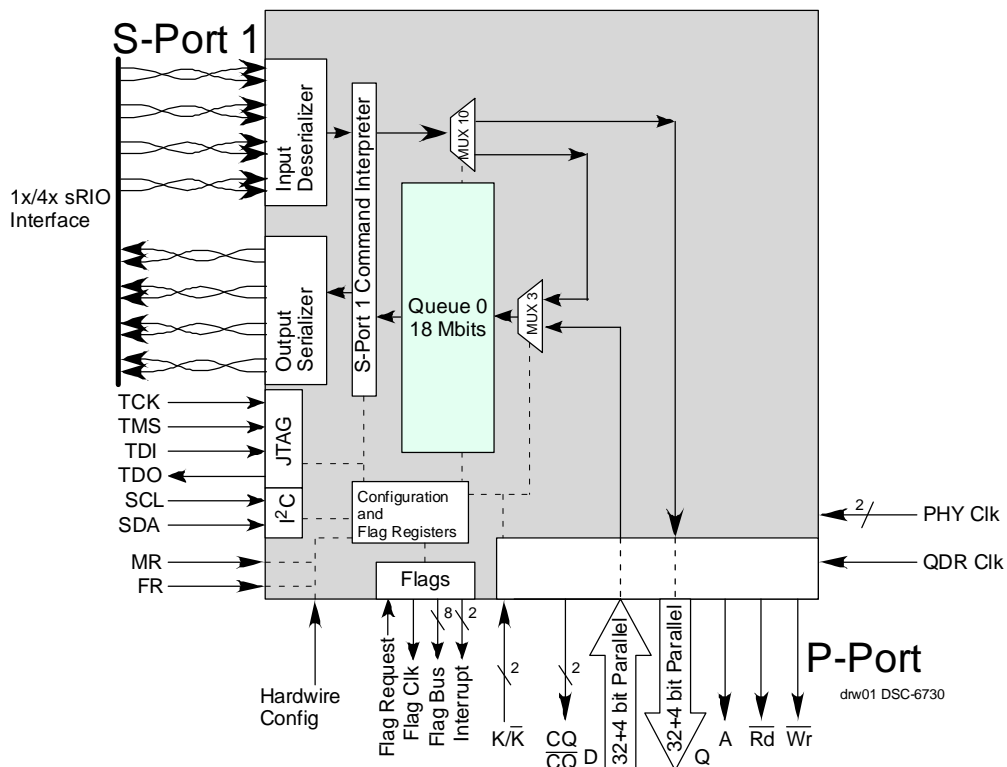 S-Port 1
1x/4x sRIO
Interface
Input
Deserializer
Output
Serializer
S-Port 1 Command Interpreter
MUX 10
Queue 0
18 Mbits
MUX 3
TCK
TMS
TDI
TDO
SCL
SDA
MR
FR
JTAG
I²C
Configuration
and
Flag Registers
Flags
2
PHY Clk
QDR Clk
8
2
2
2
Hardwire
Config
Flag Request
Flag Clk
Flag Bus
Interrupt
K/K̅
C̅Q̅
CQ
D
32+4 bit Parallel
32+4 bit Parallel
Q
A
R̅d̅
W̅r̅
P-Port
drw01 DSC-6730